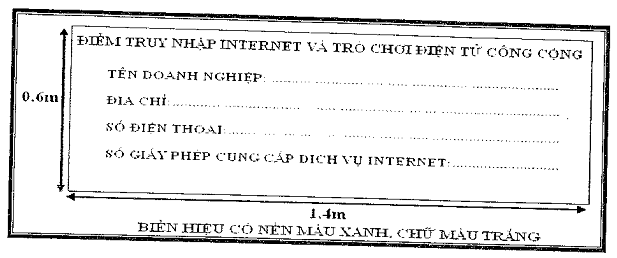 ĐIỂM TRUY NHẬP INTERNET VÀ TRÒ CHƠI ĐIỆN TỬ CÔNG CỘNG
TÊN DOANH NGHIỆP:
ĐỊA CHỈ:
0.6m
SỐ ĐIỆN THOẠI:
SỐ GIẤY PHÉP CUNG CẤP DỊCH VỤ INTERNET:
1.4m
BIỂN HIỆU CÓ NỀN MÀU XANH, CHỮ MÀU TRẮNG